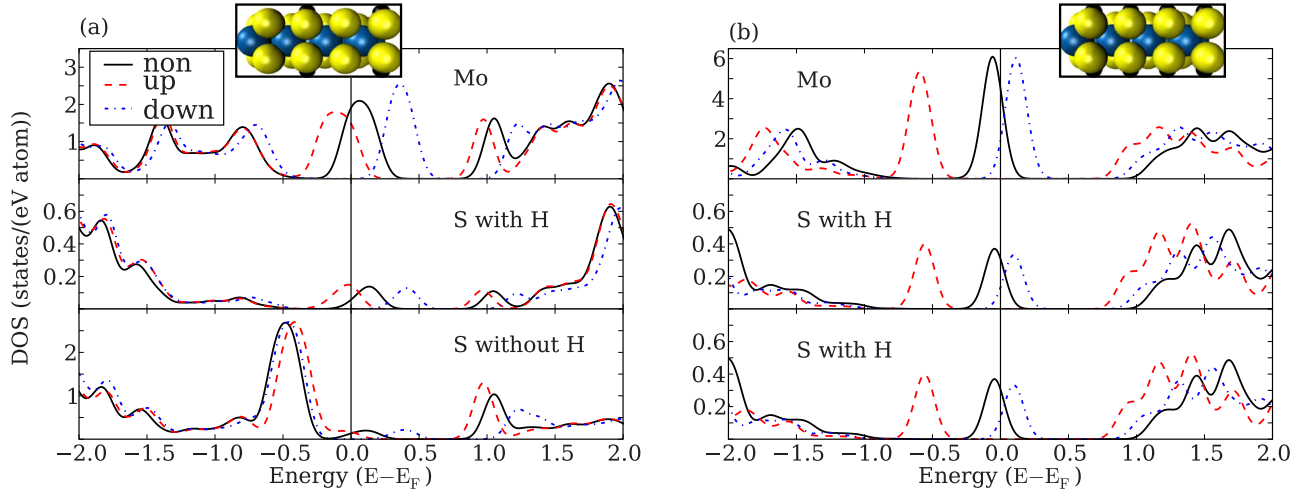 (a)
non
up
down
Mo
3
2
1
S with H
0.6
0.4
0.2
S without H
2
1
DOS (states/(eV atom))
−2.0 −1.5 −1.0 −0.5 0.0 0.5 1.0 1.5 2.0
Energy (E−E_F)
(b)
Mo
6
4
2
S with H
0.6
0.4
0.2
S with H
0.6
0.4
0.2
−2.0 −1.5 −1.0 −0.5 0.0 0.5 1.0 1.5 2.0
Energy (E−E_F)